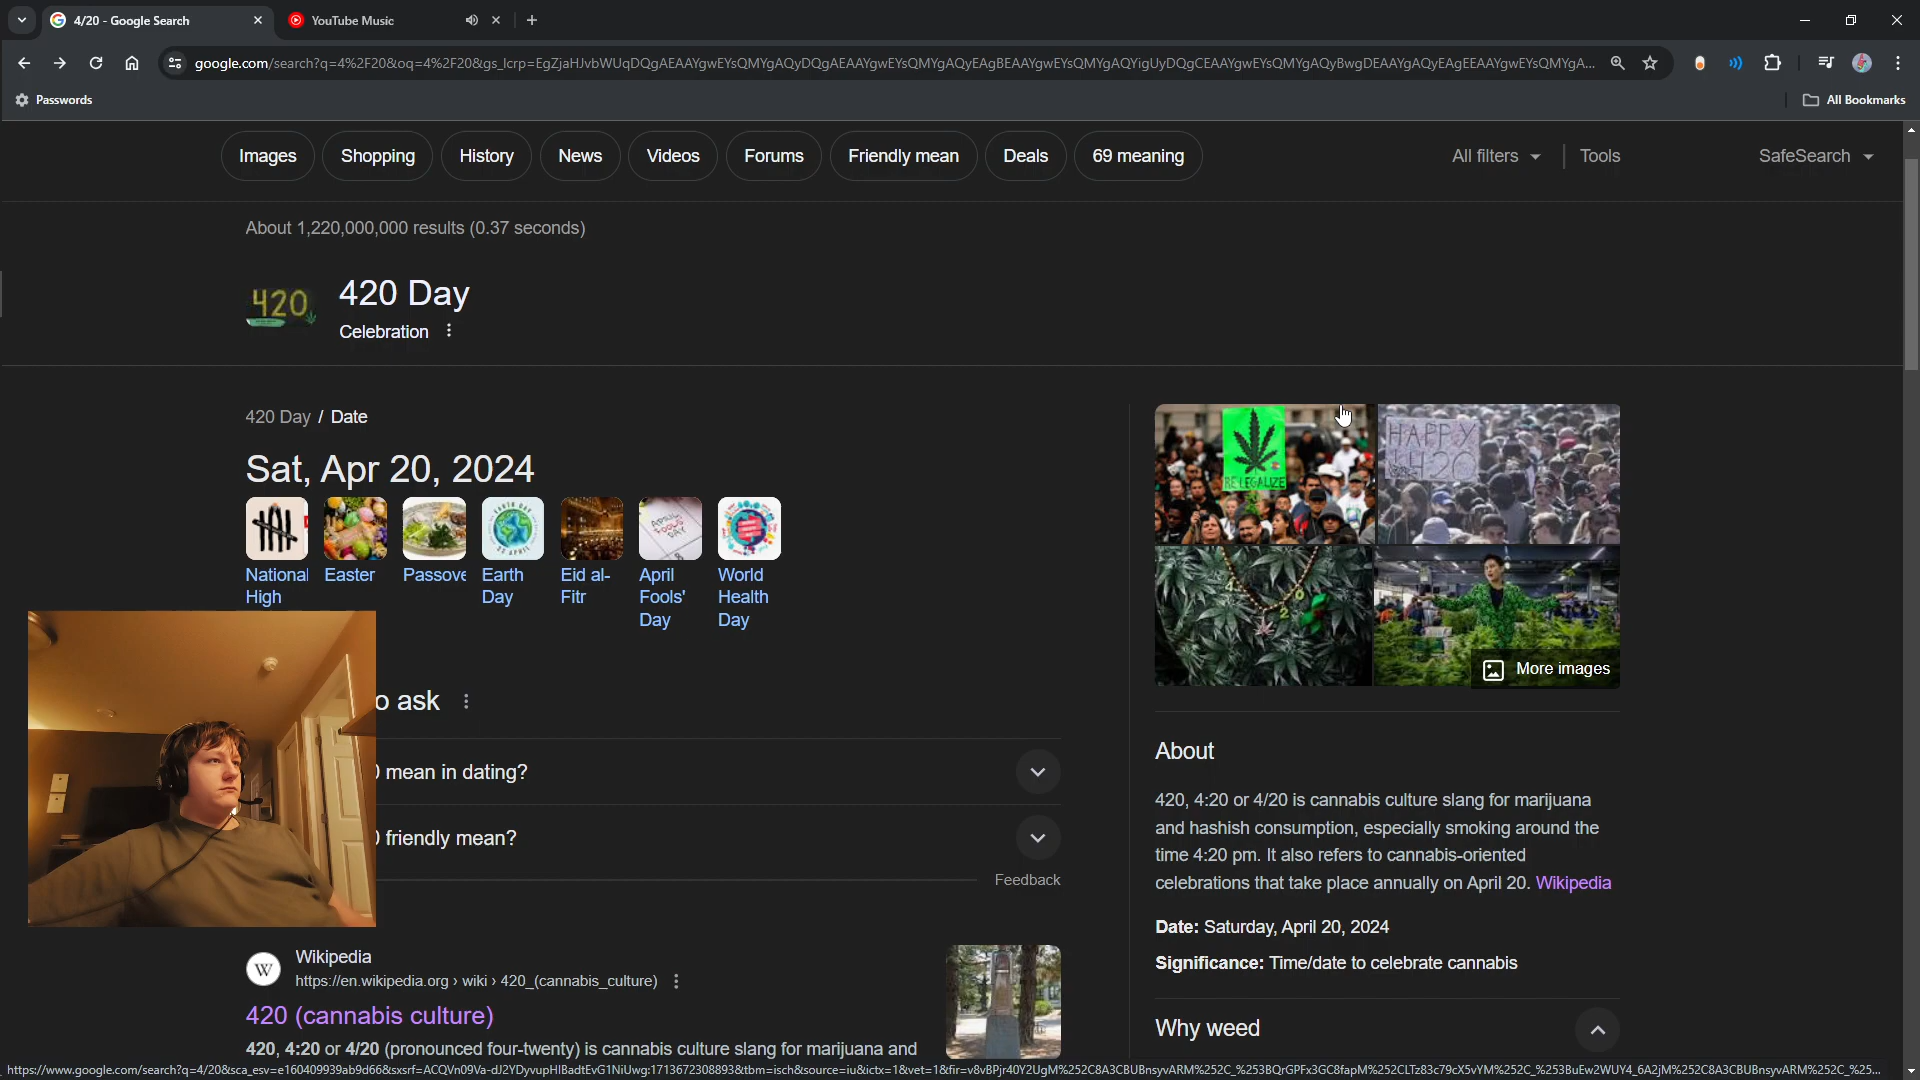 4/20 - Google Search
YouTube Music
google.com/search?q=4%2F20&oq=4%2F20&gs_lcrp=EgZjaHJvbWUqDQgAEAAYgwEYsQMYgAQyDQgAEAAYgwEYsQMYgAQyEAgBEAAYgwEYsQMYgAQYigUyDQgCEAAYgwEYsQMYgAQyBwgDEAAYgAQyEAgEEAAYgwEYsQMYgA...
Passwords
All Bookmarks
Images
Shopping
History
News
Videos
Forums
Friendly mean
Deals
69 meaning
All filters
Tools
SafeSearch
About 1,220,000,000 results (0.37 seconds)
420
420 Day
Celebration
420 Day / Date
Sat, Apr 20, 2024
National High
Easter
Passove
Earth Day
Eid al-Fitr
April Fools' Day
World Health Day
RE LEGALIZE
HAPPY 420
More images
o ask
mean in dating?
friendly mean?
Feedback
About
420, 4:20 or 4/20 is cannabis culture slang for marijuana
and hashish consumption, especially smoking around the
time 4:20 pm. It also refers to cannabis-oriented
celebrations that take place annually on April 20. Wikipedia
Date: Saturday, April 20, 2024
Significance: Time/date to celebrate cannabis
Why weed
W
Wikipedia
https://en.wikipedia.org › wiki › 420_(cannabis_culture)
420 (cannabis culture)
420, 4:20 or 4/20 (pronounced four-twenty) is cannabis culture slang for marijuana and